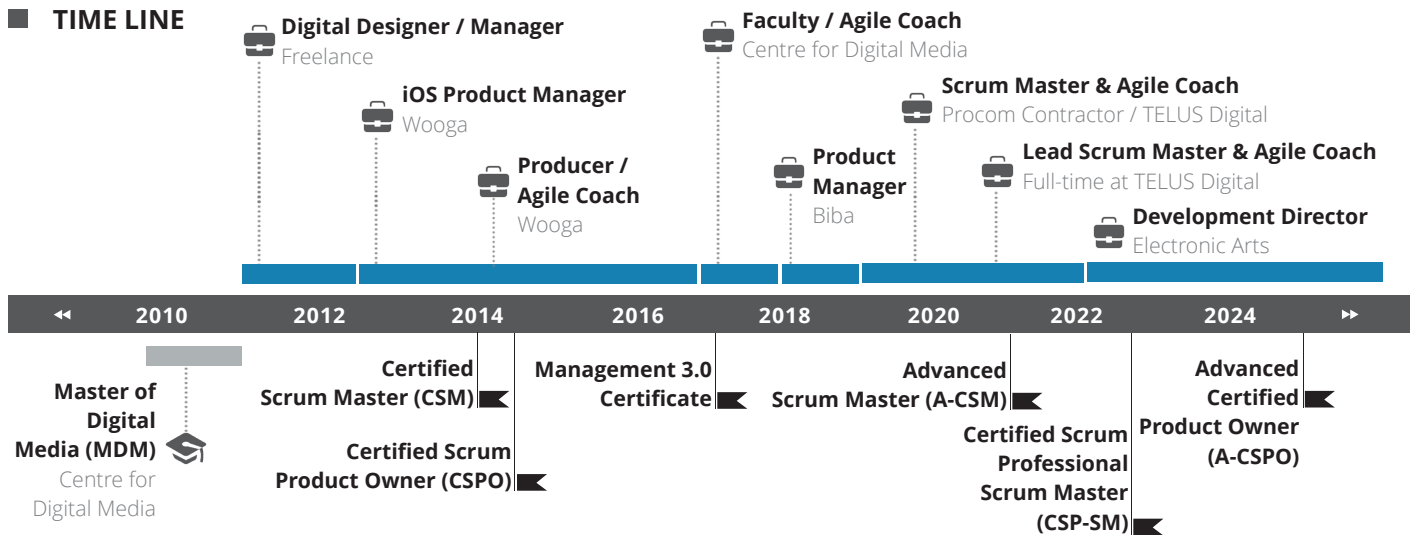 TIME LINE
Digital Designer / Manager
Freelance
iOS Product Manager
Wooga
Producer /
Agile Coach
Wooga
Faculty / Agile Coach
Centre for Digital Media
Product
Manager
Biba
Scrum Master & Agile Coach
Procom Contractor / TELUS Digital
Lead Scrum Master & Agile Coach
Full-time at TELUS Digital
Development Director
Electronic Arts
2010 2012 2014 2016 2018 2020 2022 2024
Master of
Digital
Media (MDM)
Centre for
Digital Media
Certified
Scrum Master (CSM)
Certified Scrum
Product Owner (CSPO)
Management 3.0
Certificate
Advanced
Scrum Master (A-CSM)
Certified Scrum
Professional
Scrum Master
(CSP-SM)
Advanced
Certified
Product Owner
(A-CSPO)